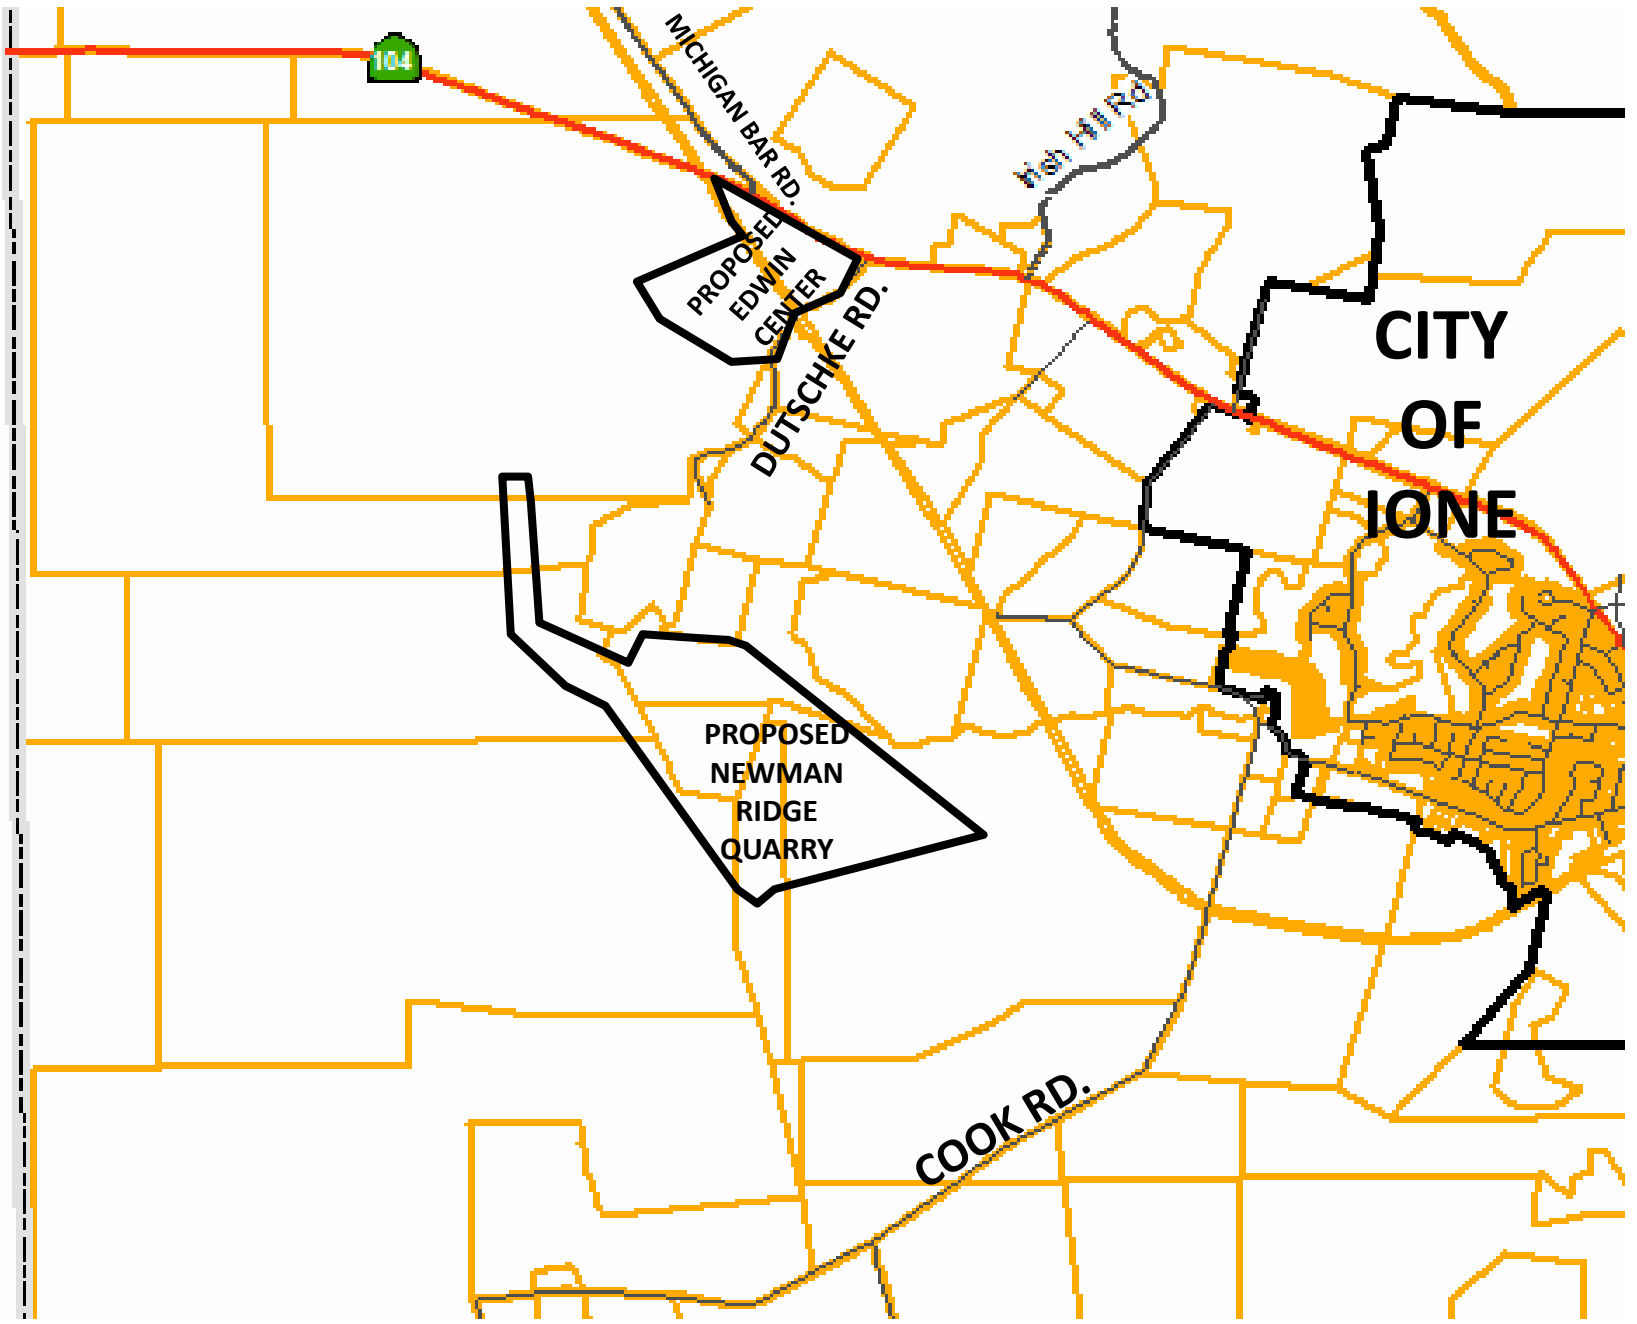 104
MICHIGAN BAR RD.
Irish Hill Rd
PROPOSED
EDWIN
CENTER
DUTSCHKE RD.
CITY
OF
IONE
PROPOSED
NEWMAN
RIDGE
QUARRY
COOK RD.